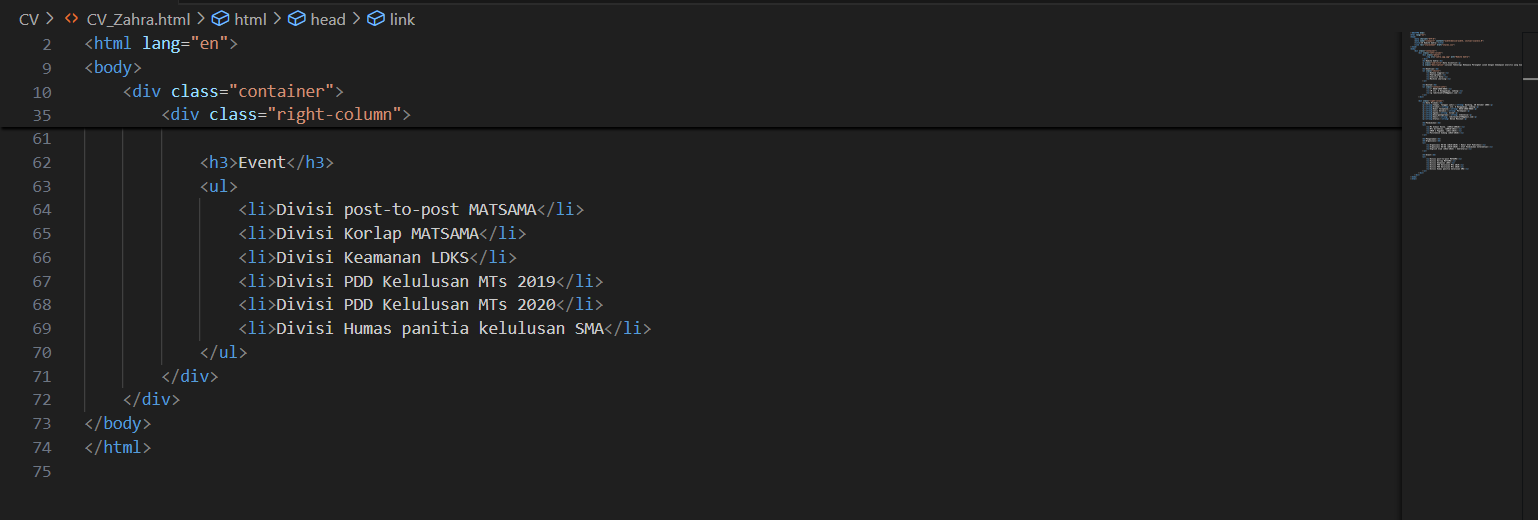 CV > CV_Zahra.html > html > head > link
2 <html lang="en">
9 <body>
10 <div class="container">
35 <div class="right-column">
61
62 <h3>Event</h3>
63 <ul>
64 <li>Divisi post-to-post MATSAMA</li>
65 <li>Divisi Korlap MATSAMA</li>
66 <li>Divisi Keamanan LDKS</li>
67 <li>Divisi PDD Kelulusan MTs 2019</li>
68 <li>Divisi PDD Kelulusan MTs 2020</li>
69 <li>Divisi Humas panitia kelulusan SMA</li>
70 </ul>
71 </div>
72 </div>
73 </body>
74 </html>
75